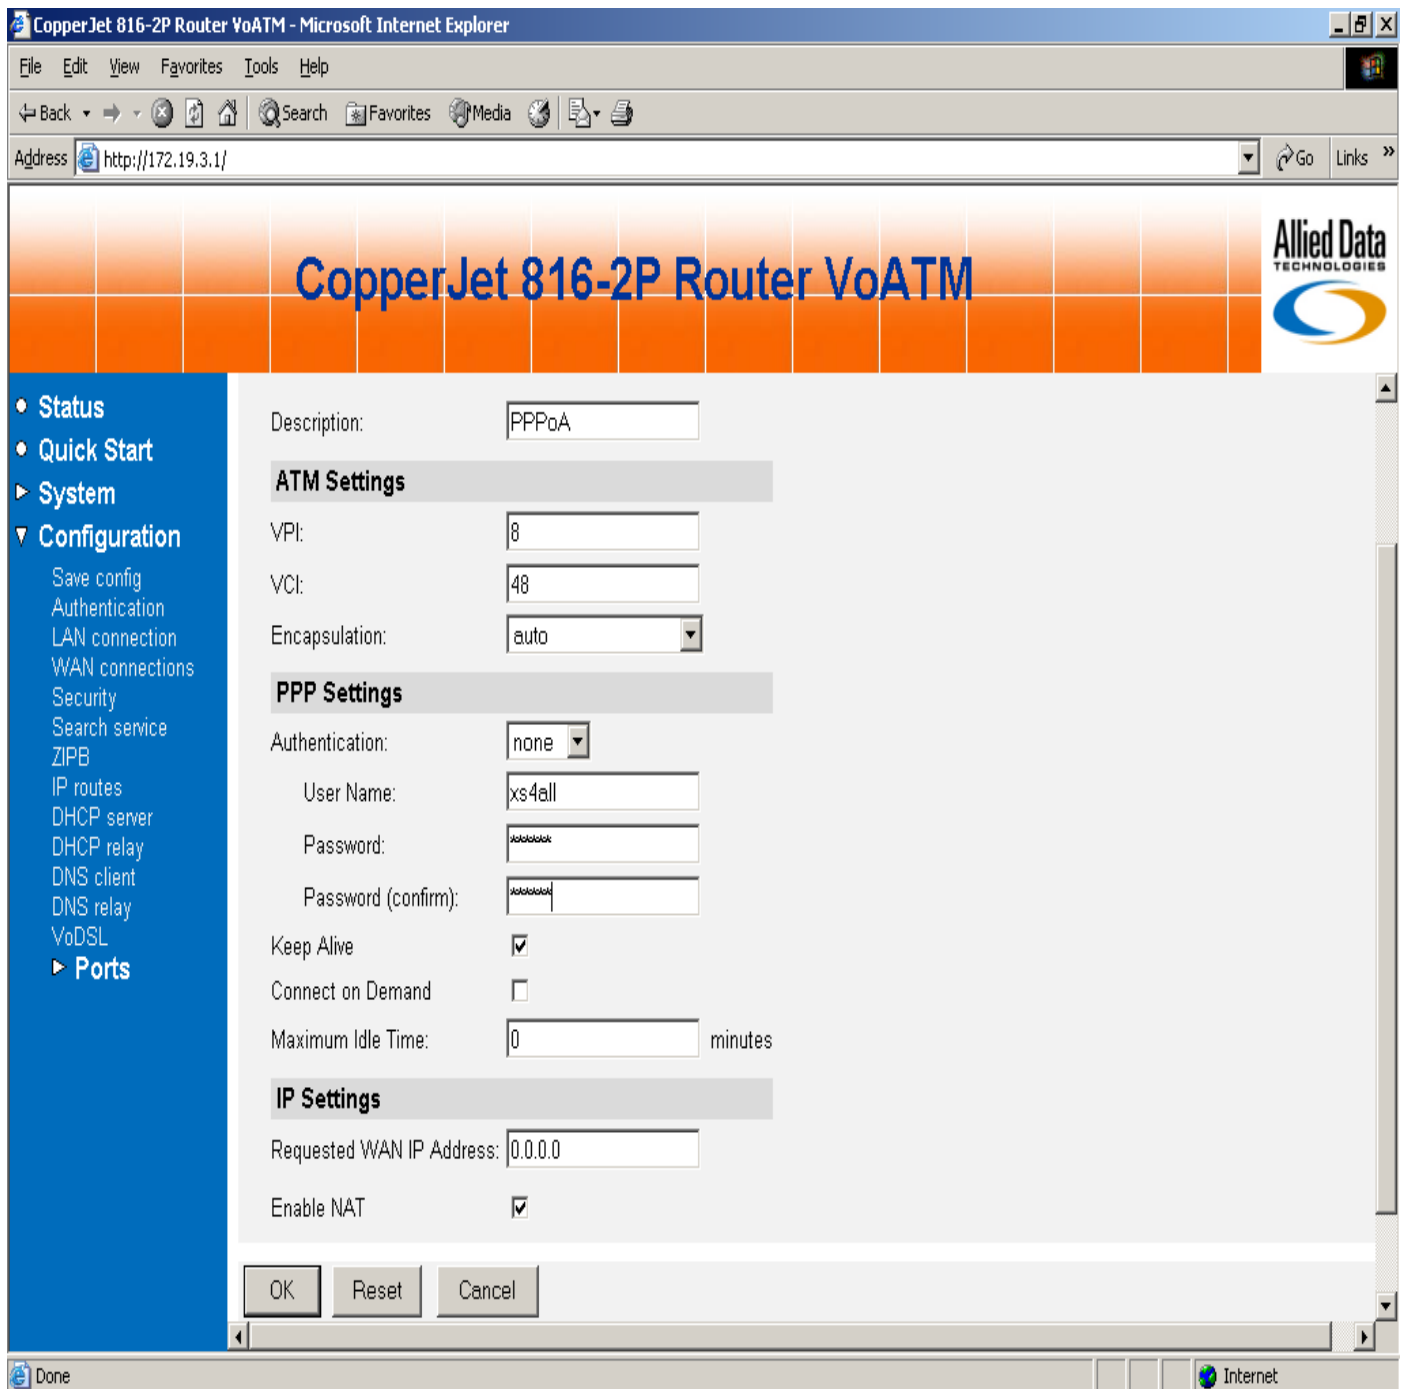 CopperJet 816-2P Router VoATM - Microsoft Internet Explorer
File Edit View Favorites Tools Help
Back Search Favorites Media
Address http://172.19.3.1/ Go Links »
CopperJet 816-2P Router VoATM
Allied Data
TECHNOLOGIES
Status
Quick Start
System
Configuration
Save config
Authentication
LAN connection
WAN connections
Security
Search service
ZIPB
IP routes
DHCP server
DHCP relay
DNS client
DNS relay
VoDSL
Ports
Description: PPPoA
ATM Settings
VPI: 8
VCI: 48
Encapsulation: auto
PPP Settings
Authentication: none
User Name: xs4all
Password: *******
Password (confirm): *******
Keep Alive
Connect on Demand
Maximum Idle Time: 0 minutes
IP Settings
Requested WAN IP Address: 0.0.0.0
Enable NAT
OK Reset Cancel
Done Internet